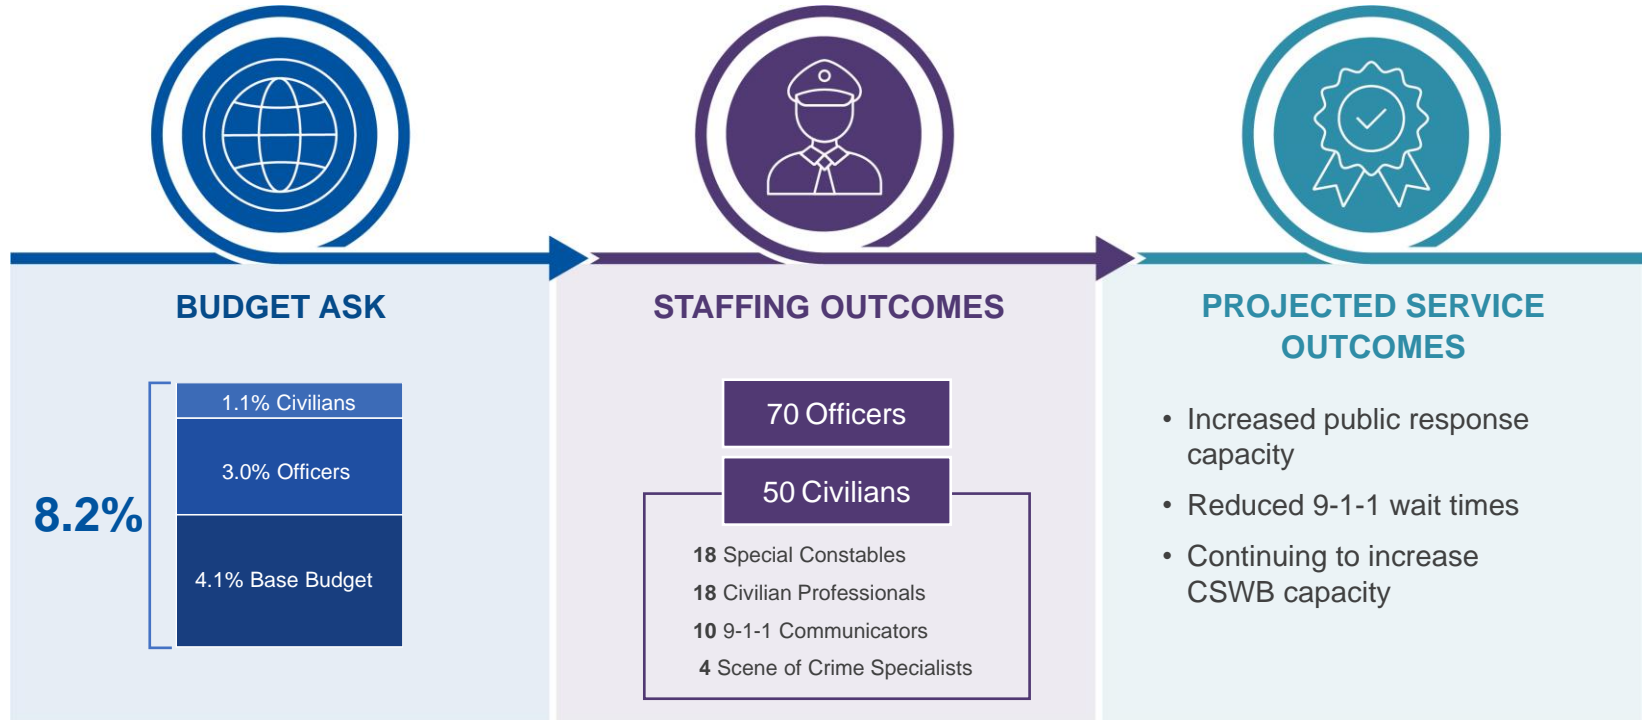 BUDGET ASK
8.2%
1.1% Civilians
3.0% Officers
4.1% Base Budget
STAFFING OUTCOMES
70 Officers
50 Civilians
18 Special Constables
18 Civilian Professionals
10 9-1-1 Communicators
4 Scene of Crime Specialists
PROJECTED SERVICE
OUTCOMES
• Increased public response
capacity
• Reduced 9-1-1 wait times
• Continuing to increase
CSWB capacity